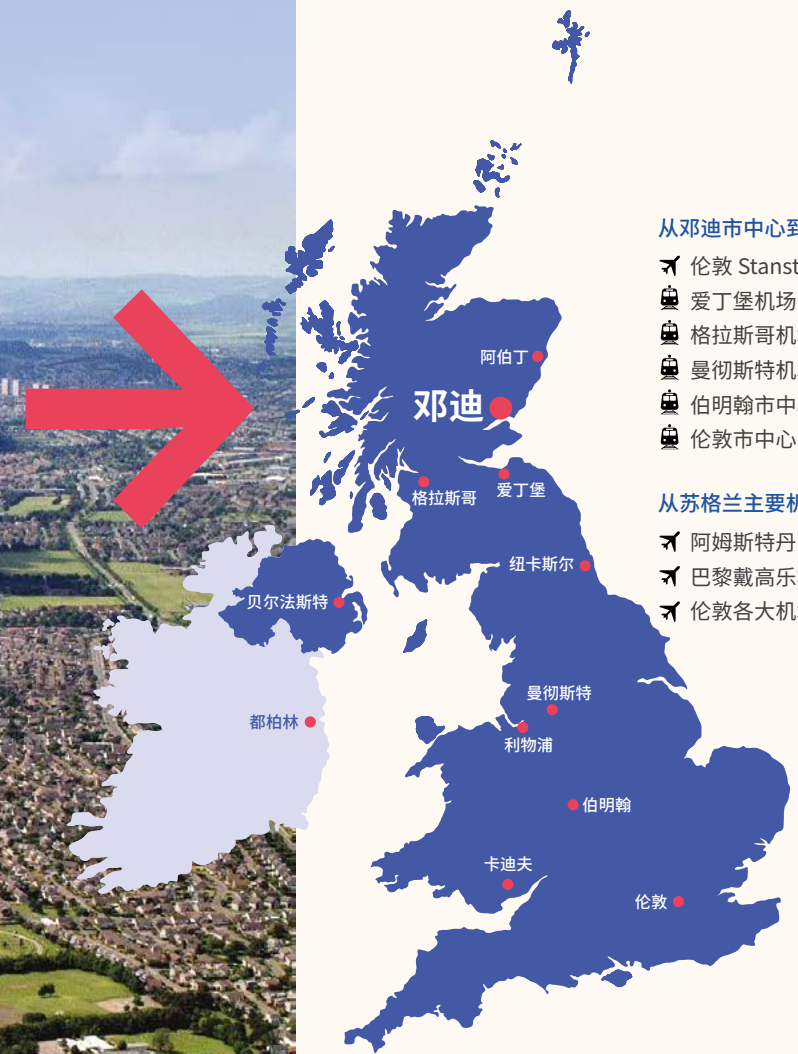 阿伯丁
邓迪
格拉斯哥
爱丁堡
纽卡斯尔
贝尔法斯特
曼彻斯特
都柏林
利物浦
伯明翰
卡迪夫
伦敦
从邓迪市中心到
伦敦 Stanst
爱丁堡机场
格拉斯哥机
曼彻斯特机
伯明翰市中
伦敦市中心
从苏格兰主要机
阿姆斯特丹
巴黎戴高乐
伦敦各大机